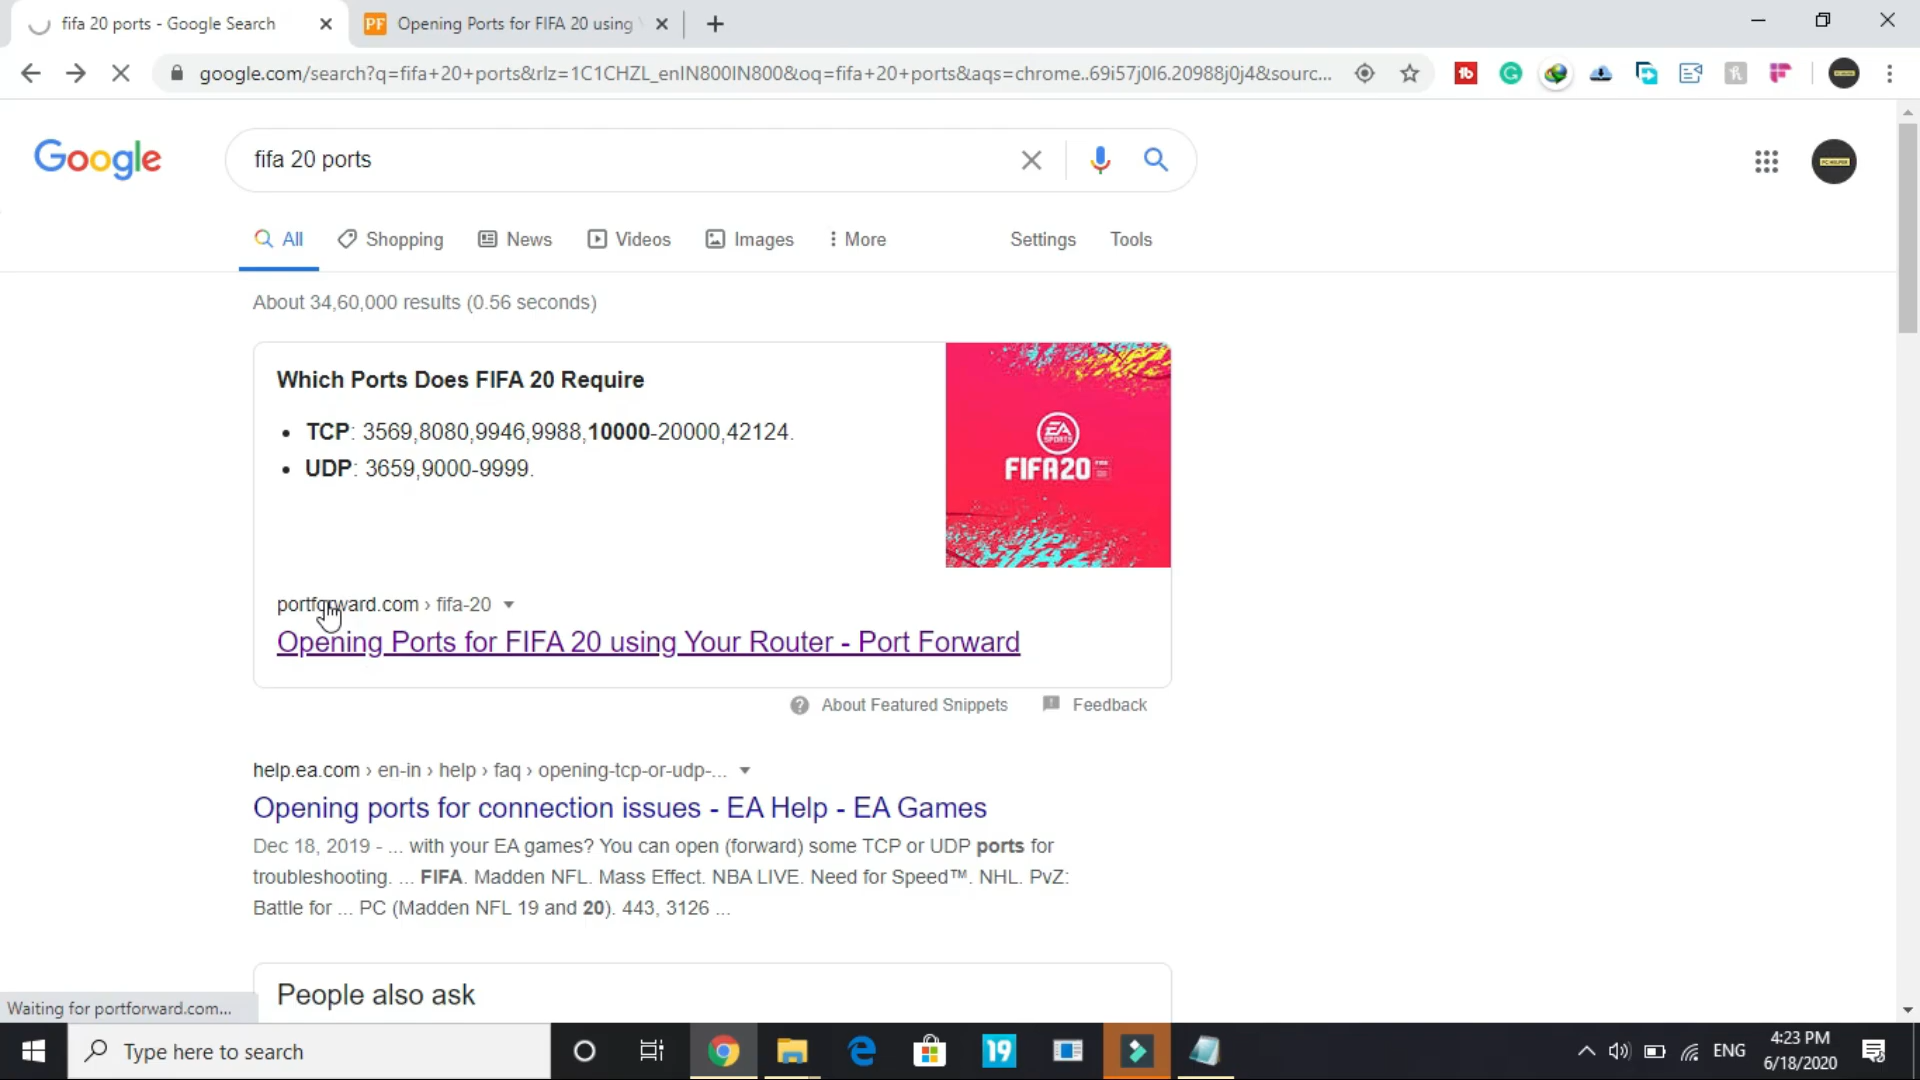 fifa 20 ports - Google Search
PF Opening Ports for FIFA 20 using
google.com/search?q=fifa+20+ports&rlz=1C1CHZL_enIN800IN800&oq=fifa+20+ports&aqs=chrome..69i57j0l6.20988j0j4&sourc...
Google
fifa 20 ports
All Shopping News Videos Images More Settings Tools
About 34,60,000 results (0.56 seconds)
Which Ports Does FIFA 20 Require
• TCP: 3569,8080,9946,9988,10000-20000,42124.
• UDP: 3659,9000-9999.
EA
SPORTS
FIFA20
portforward.com › fifa-20
Opening Ports for FIFA 20 using Your Router - Port Forward
About Featured Snippets Feedback
help.ea.com › en-in › help › faq › opening-tcp-or-udp-...
Opening ports for connection issues - EA Help - EA Games
Dec 18, 2019 - ... with your EA games? You can open (forward) some TCP or UDP ports for
troubleshooting. ... FIFA. Madden NFL. Mass Effect. NBA LIVE. Need for Speed™. NHL. PvZ:
Battle for ... PC (Madden NFL 19 and 20). 443, 3126 ...
People also ask
Waiting for portforward.com...
Type here to search
19
ENG
4:23 PM
6/18/2020